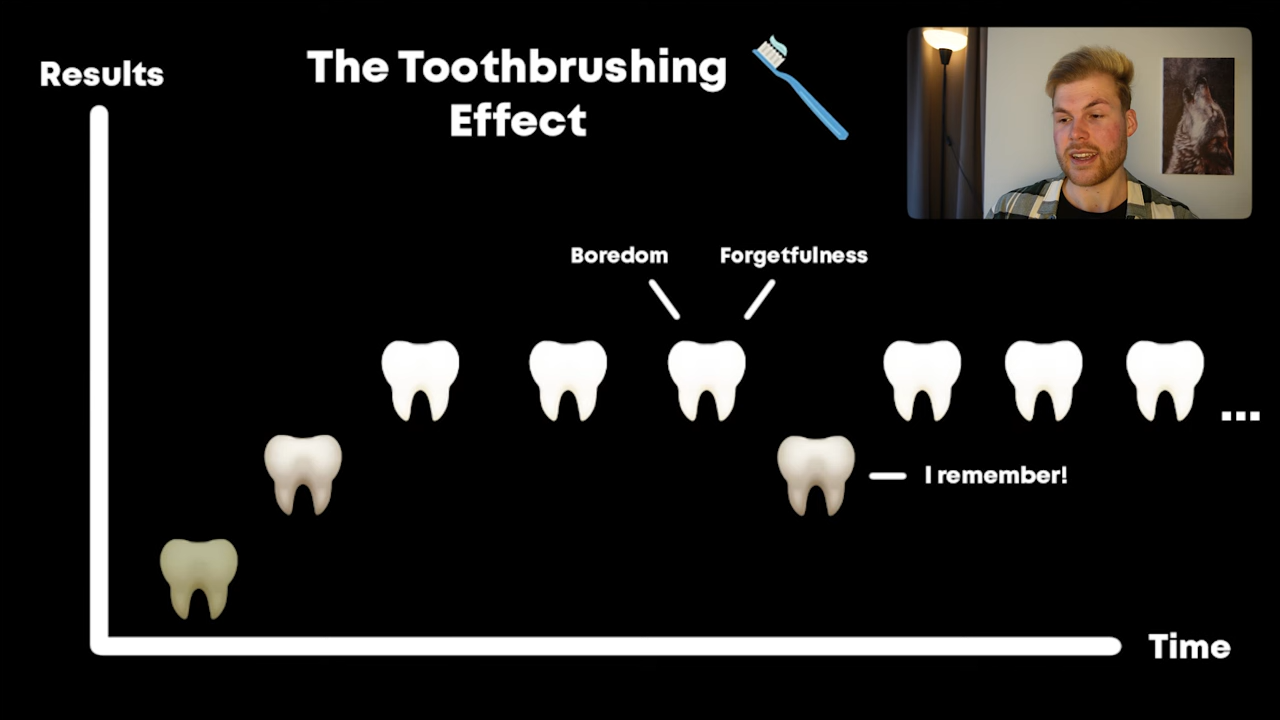 Results
The Toothbrushing
Effect
Boredom
Forgetfulness
...
I remember!
Time